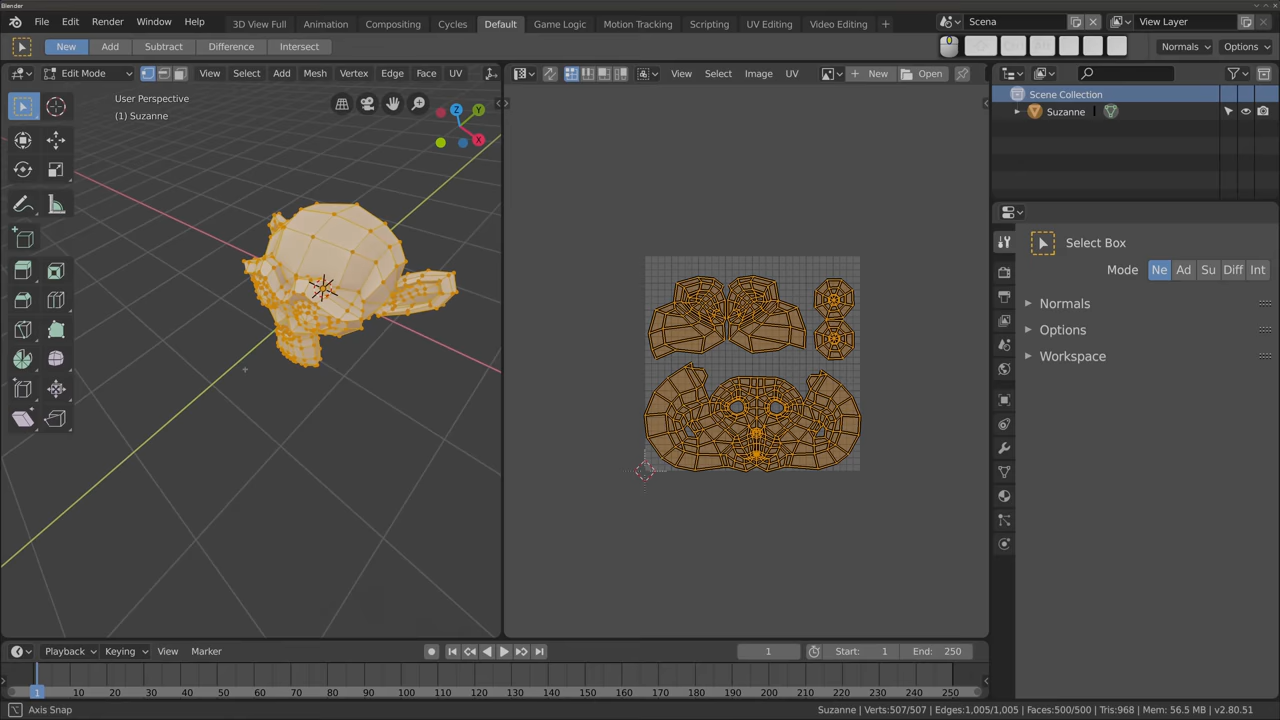 Blender
File Edit Render Window Help
3D View Full Animation Compositing Cycles Default Game Logic Motion Tracking Scripting UV Editing Video Editing +
Scena
View Layer
New Add Subtract Difference Intersect
Normals Options
Edit Mode View Select Add Mesh Vertex Edge Face UV
View Select Image UV New Open
User Perspective
(1) Suzanne
Z Y X
Scene Collection
Suzanne
Select Box
Mode Ne Ad Su Diff Int
Normals
Options
Workspace
Playback Keying View Marker
1 Start: 1 End: 250
1 10 20 30 40 50 60 70 80 90 100 110 120 130 140 150 160 170 180 190 200 210 220 230 240 250
Axis Snap
Suzanne | Verts:507/507 | Edges:1,005/1,005 | Faces:500/500 | Tris:968 | Mem: 56.5 MB | v2.80.51